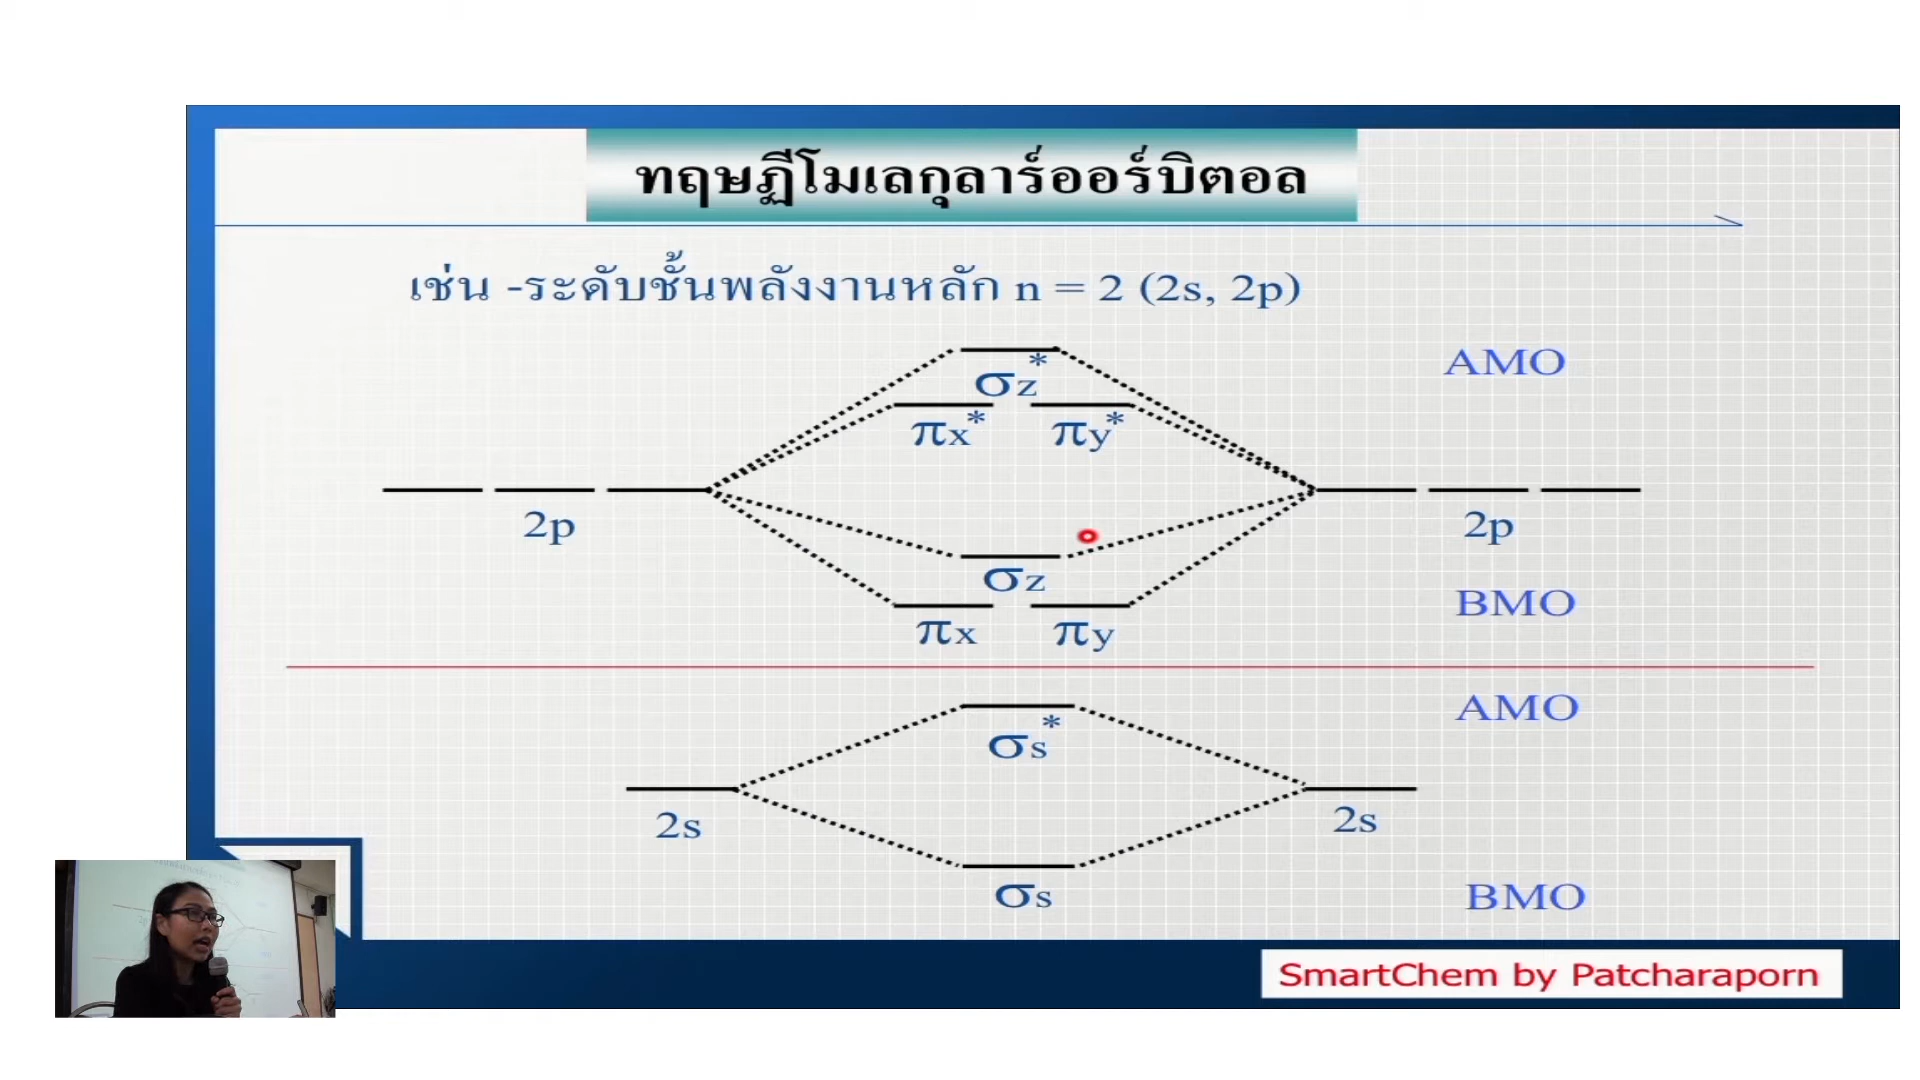 ทฤษฏีโมเลกุลาร์ออร์บิตอล
เช่น -ระดับชั้นพลังงานหลัก n = 2 (2s, 2p)
AMO
σz*
πx* πy*
2p 2p
σz
BMO
πx πy
AMO
σs*
2s 2s
σs
BMO
SmartChem by Patcharaporn